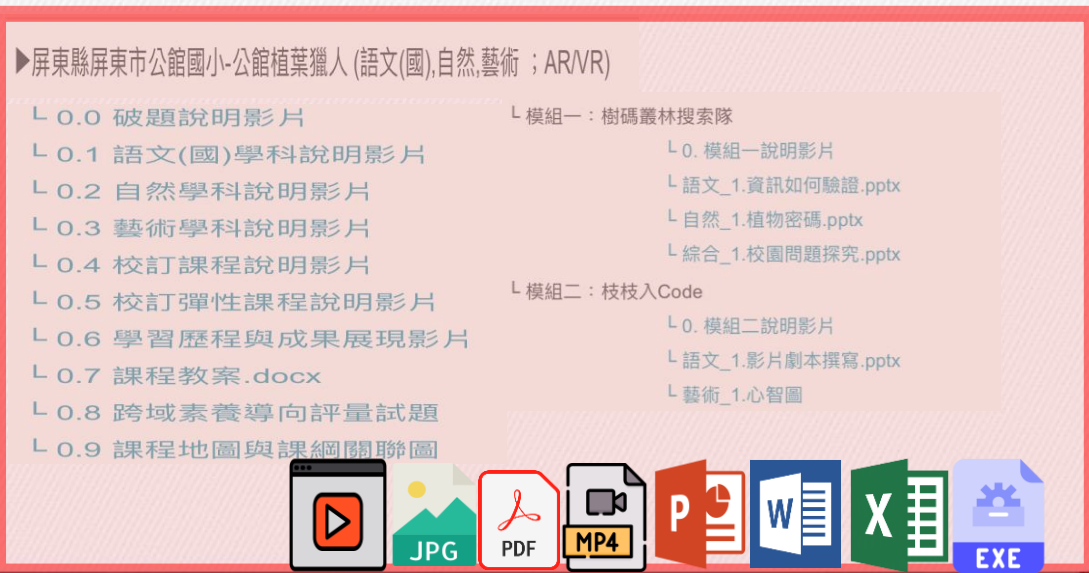 ▶屏東縣屏東市公館國小-公館植葉獵人 (語文(國),自然,藝術 ；AR/VR)
└ 0.0 破題說明影片
└ 0.1 語文(國)學科說明影片
└ 0.2 自然學科說明影片
└ 0.3 藝術學科說明影片
└ 0.4 校訂課程說明影片
└ 0.5 校訂彈性課程說明影片
└ 0.6 學習歷程與成果展現影片
└ 0.7 課程教案.docx
└ 0.8 跨域素養導向評量試題
└ 0.9 課程地圖與課綱關聯圖
└ 模組一：樹碼叢林搜索隊
└ 0. 模組一說明影片
└ 語文_1.資訊如何驗證.pptx
└ 自然_1.植物密碼.pptx
└ 綜合_1.校園問題探究.pptx
└ 模組二：枝枝入Code
└ 0. 模組二說明影片
└ 語文_1.影片劇本撰寫.pptx
└ 藝術_1.心智圖
JPG
PDF
MP4
P
W
X
EXE